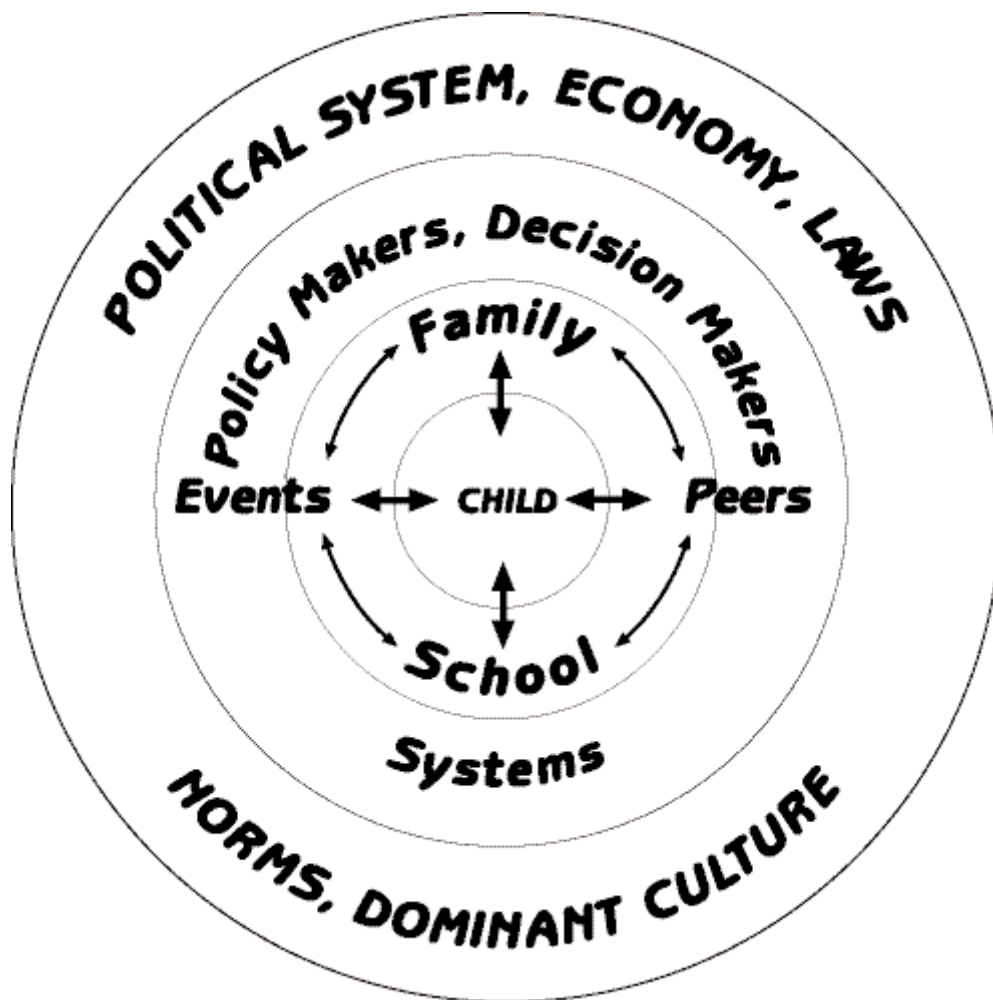 POLITICAL SYSTEM, ECONOMY, LAWS
Policy Makers, Decision Makers
Family
Events
CHILD
Peers
School
Systems
NORMS, DOMINANT CULTURE